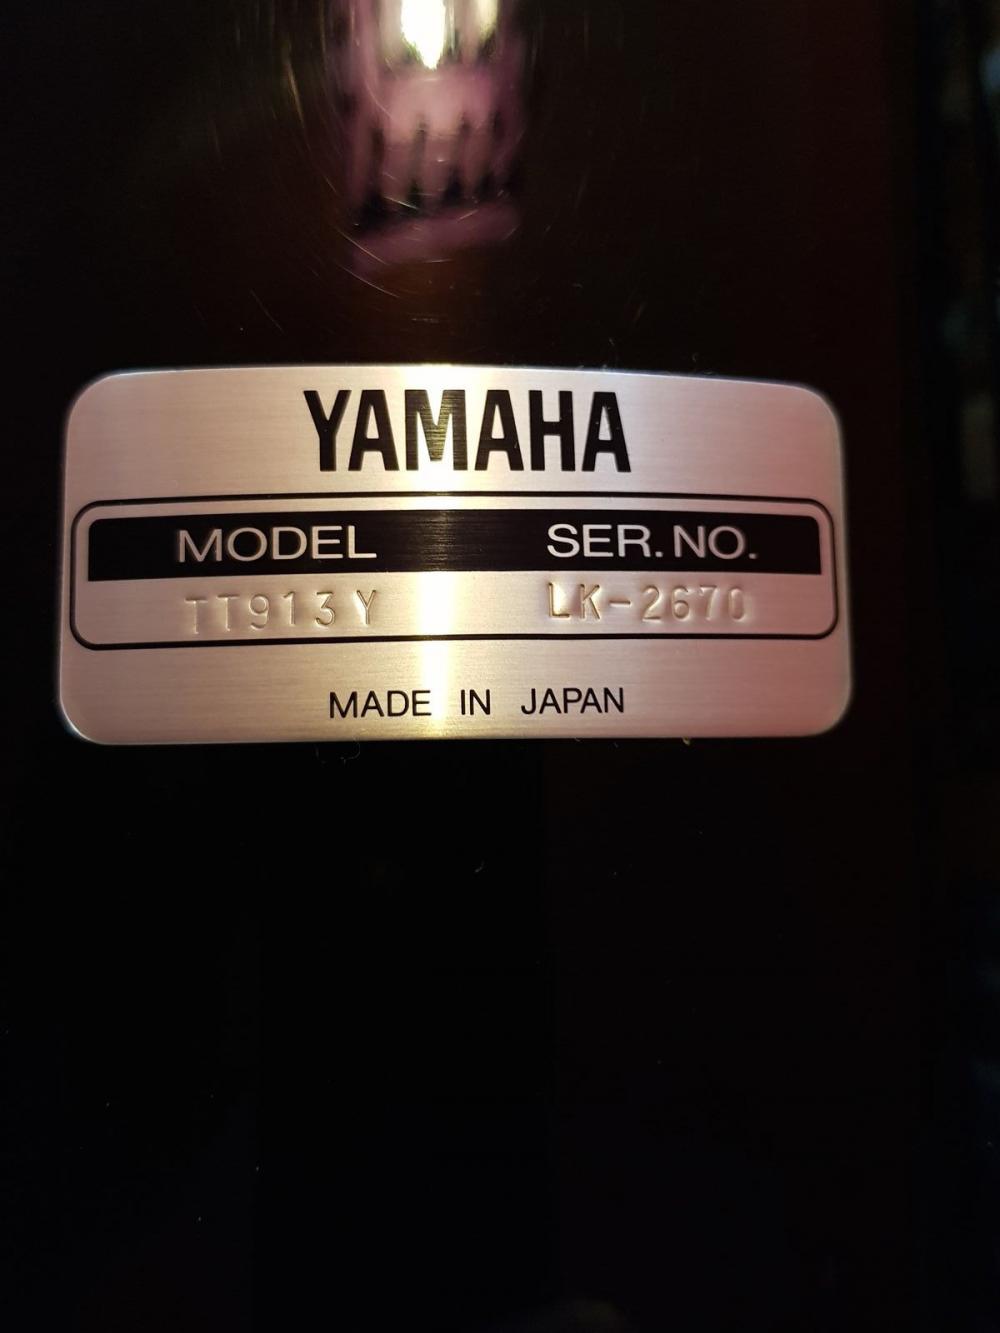 YAMAHA
MODEL SER. NO.
TT913Y LK-2670
MADE IN JAPAN